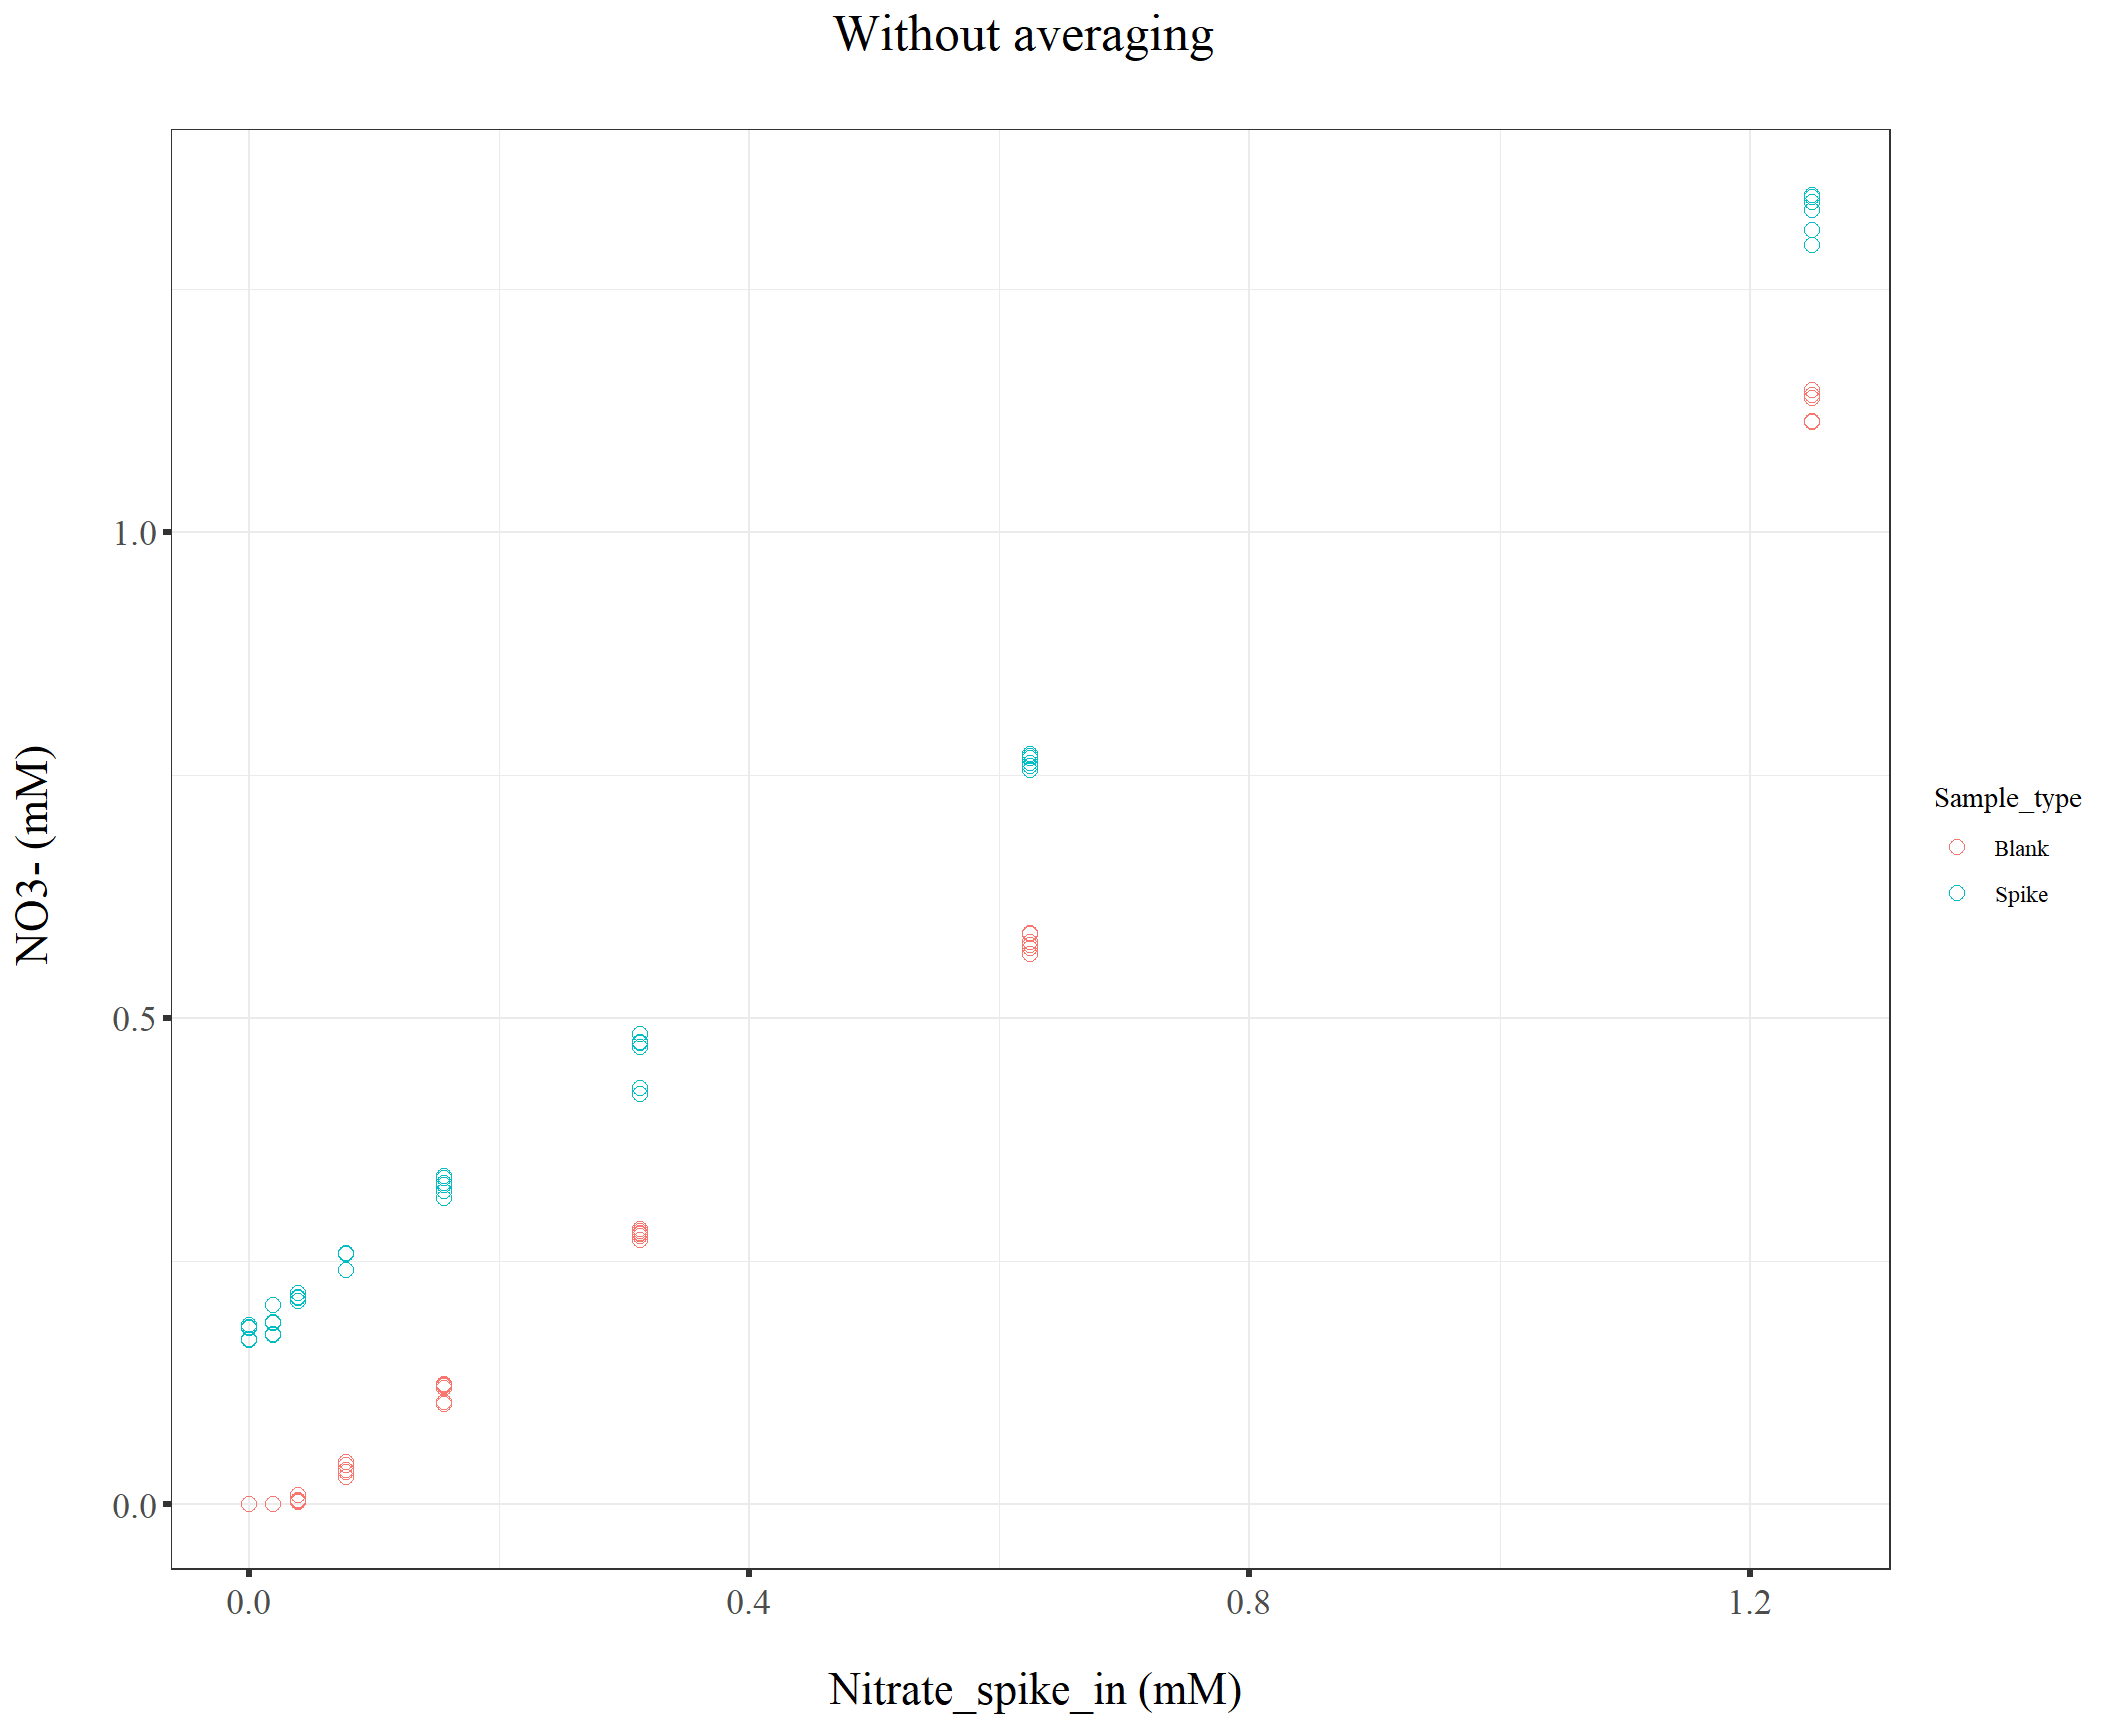 Without averaging
NO3- (mM)
1.0
0.5
0.0
0.0 0.4 0.8 1.2
Nitrate_spike_in (mM)
Sample_type
Blank
Spike